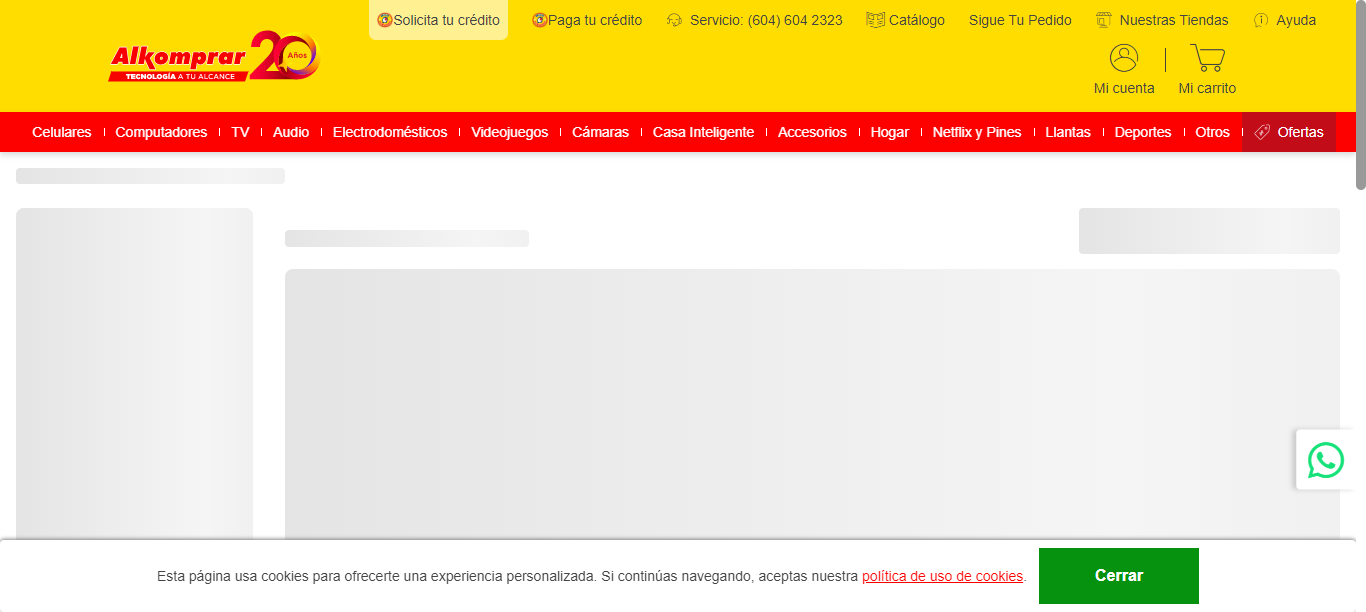 Solicita tu crédito
Paga tu crédito
Servicio: (604) 604 2323
Catálogo
Sigue Tu Pedido
Nuestras Tiendas
Ayuda
Alkomprar 20 Años
TECNOLOGÍA A TU ALCANCE
Mi cuenta
Mi carrito
Celulares
Computadores
TV
Audio
Electrodomésticos
Videojuegos
Cámaras
Casa Inteligente
Accesorios
Hogar
Netflix y Pines
Llantas
Deportes
Otros
Ofertas
Esta página usa cookies para ofrecerte una experiencia personalizada. Si continúas navegando, aceptas nuestra política de uso de cookies.
Cerrar